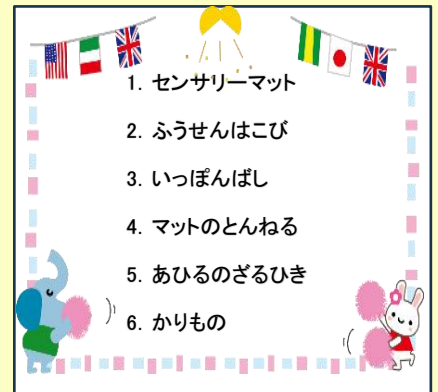 1. センサリーマット
2. ふうせんはこび
3. いっぽんばし
4. マットのとんねる
5. あひるのざるひき
6. かりもの